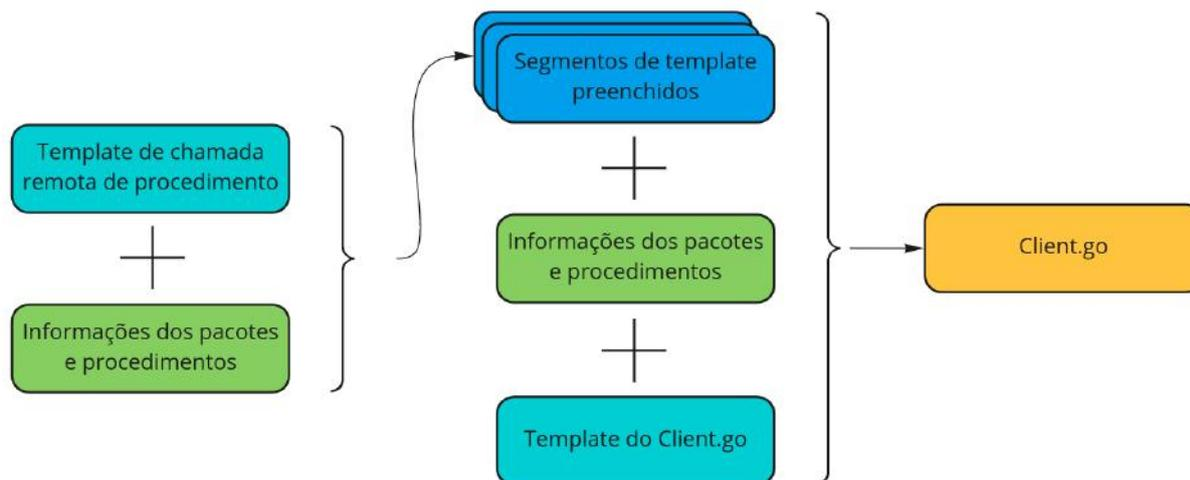 Template de chamada
remota de procedimento
Informações dos pacotes
e procedimentos
Segmentos de template
preenchidos
Informações dos pacotes
e procedimentos
Template do Client.go
Client.go